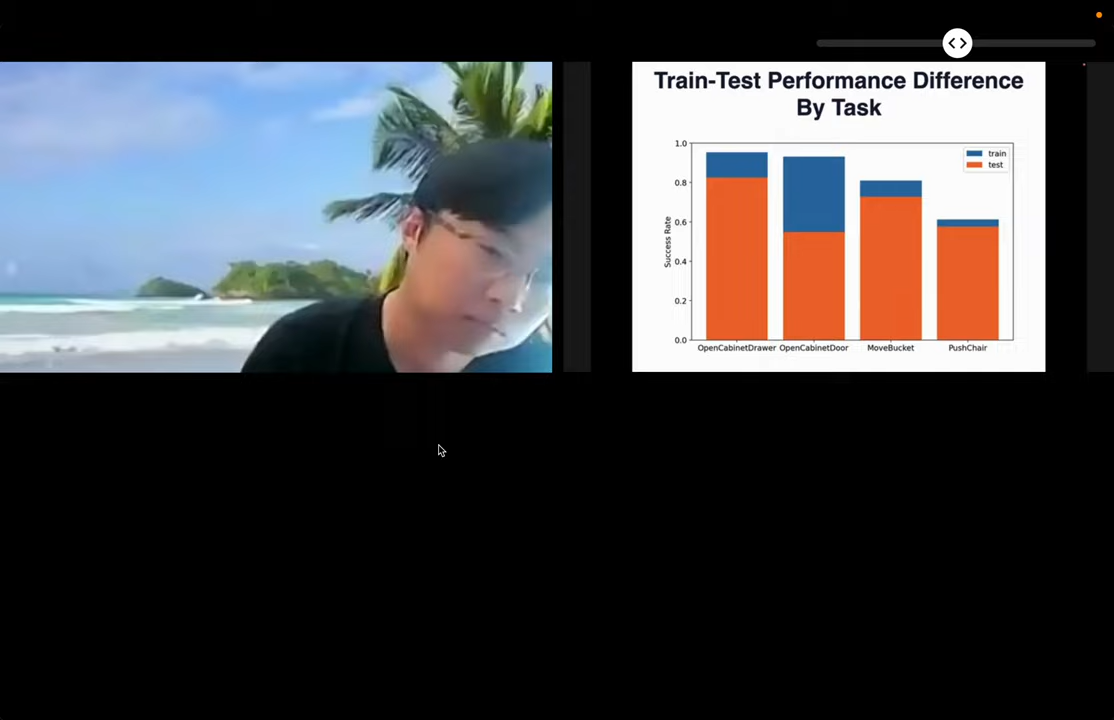 Train-Test Performance Difference
By Task
1.0
0.8
0.6
0.4
0.2
0.0
Success Rate
train
test
OpenCabinetDrawer OpenCabinetDoor MoveBucket PushChair